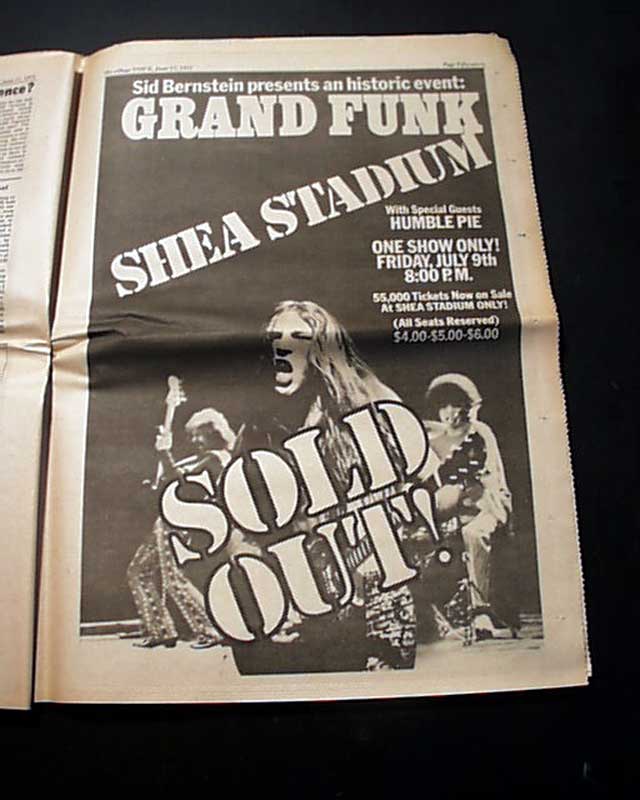 ence?
Sid Bernstein presents an historic event:
GRAND FUNK
SHEA STADIUM
With Special Guests
HUMBLE PIE
ONE SHOW ONLY!
FRIDAY, JULY 9th
8:00 P.M.
55,000 Tickets Now on Sale
At SHEA STADIUM ONLY!
(All Seats Reserved)
$4.00-$5.00-$6.00
SOLD
OUT!